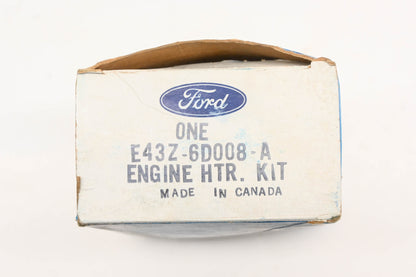 Ford
ONE
E43Z-6D008-A
ENGINE HTR. KIT
MADE IN CANADA